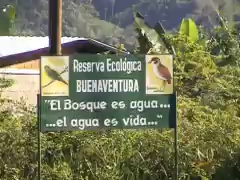 Reserva Ecológica
BUENAVENTURA
"El Bosque es agua...
...el agua es vida..."